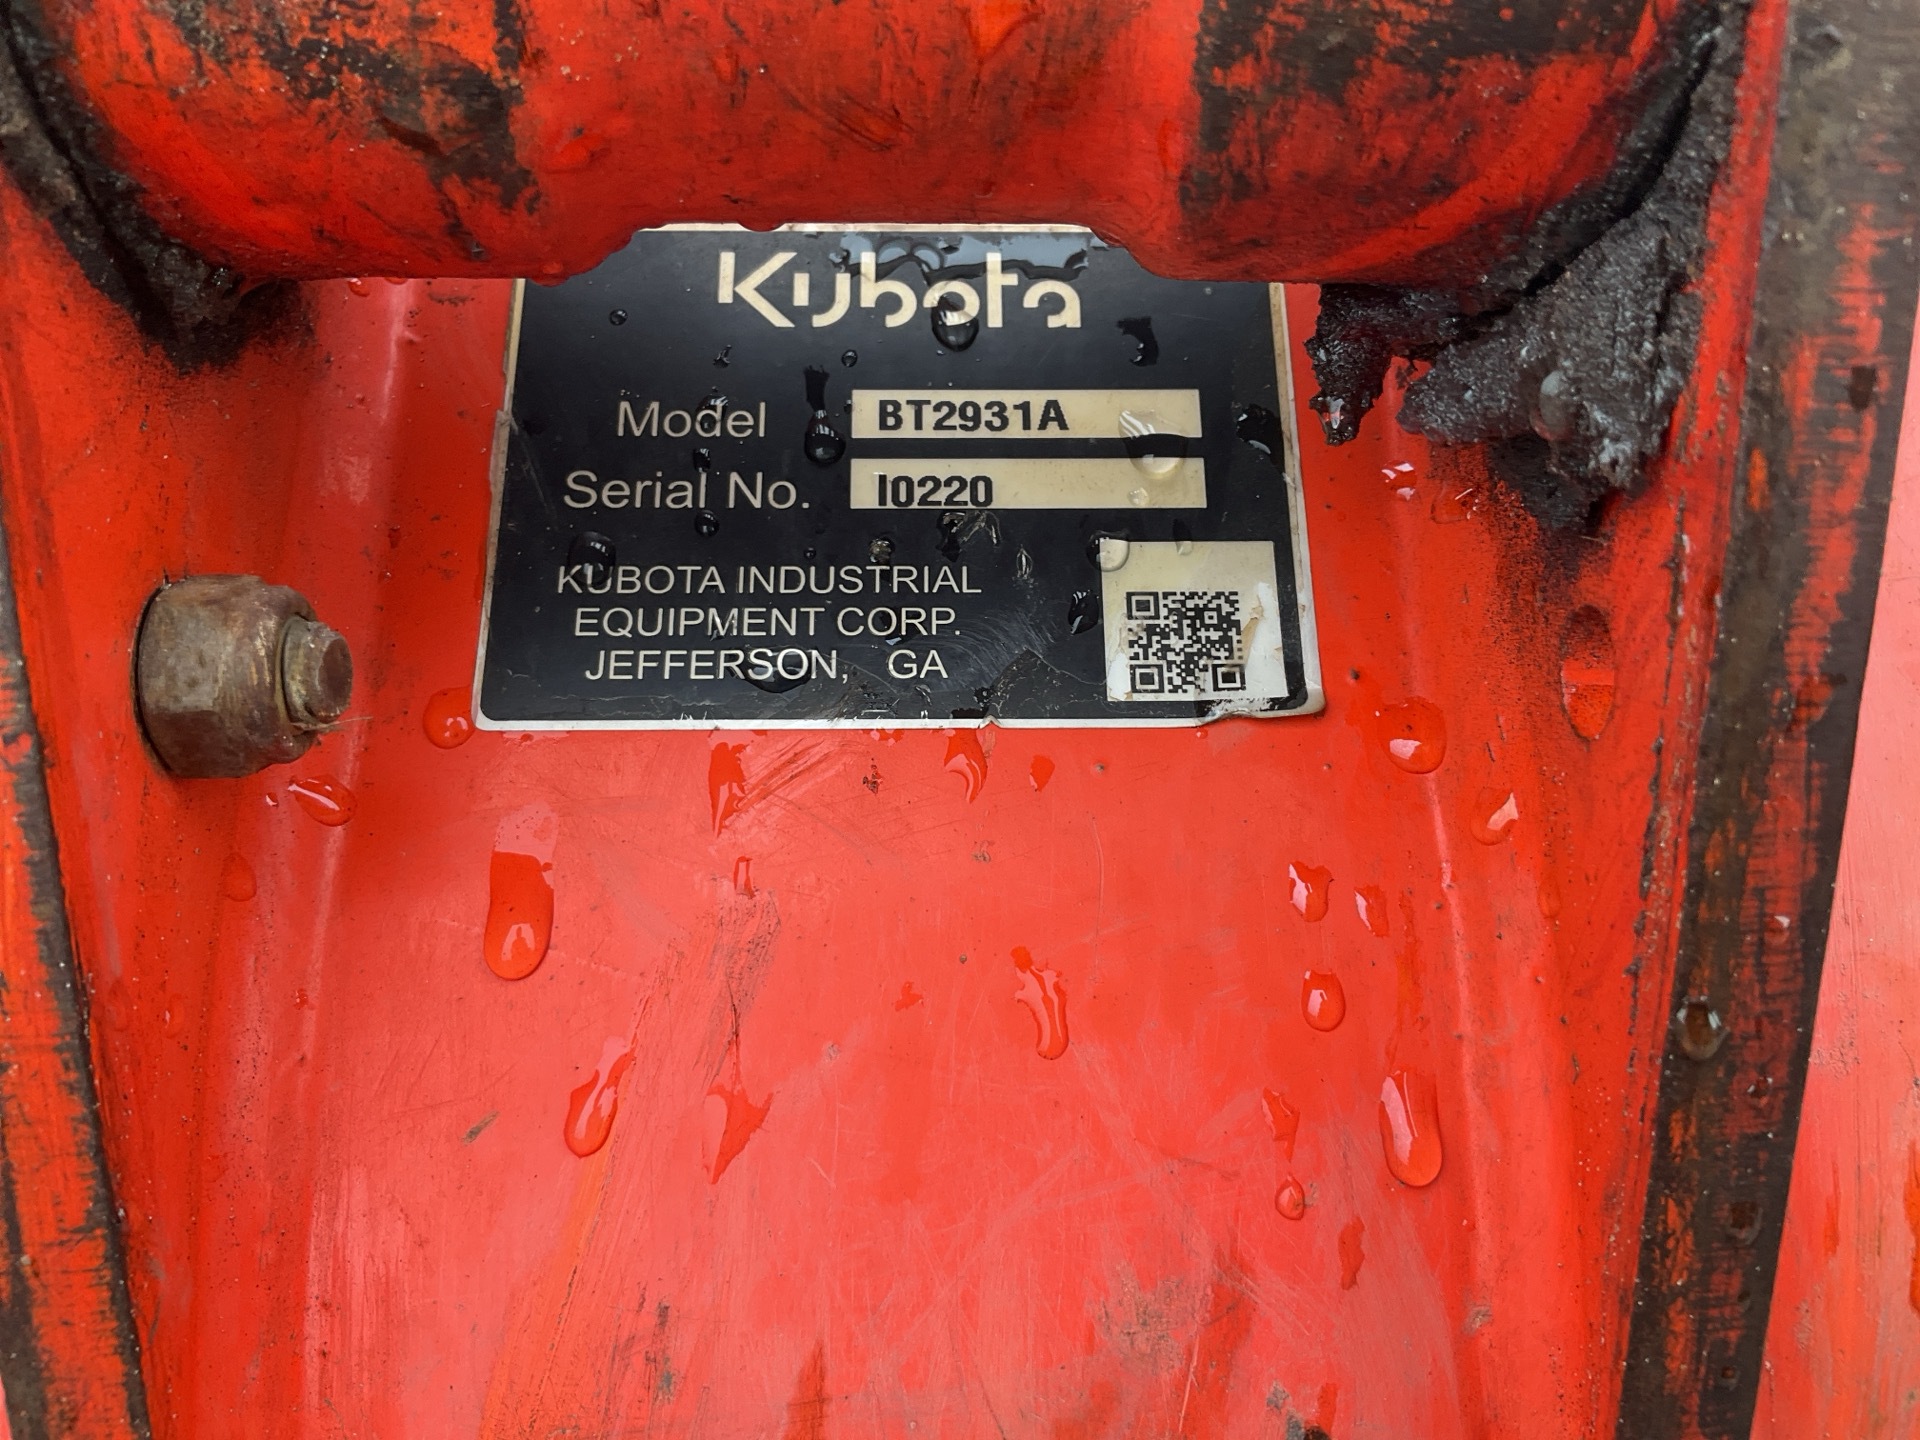 Kubota
Model BT2931A
Serial No. I0220
KUBOTA INDUSTRIAL
EQUIPMENT CORP.
JEFFERSON, GA